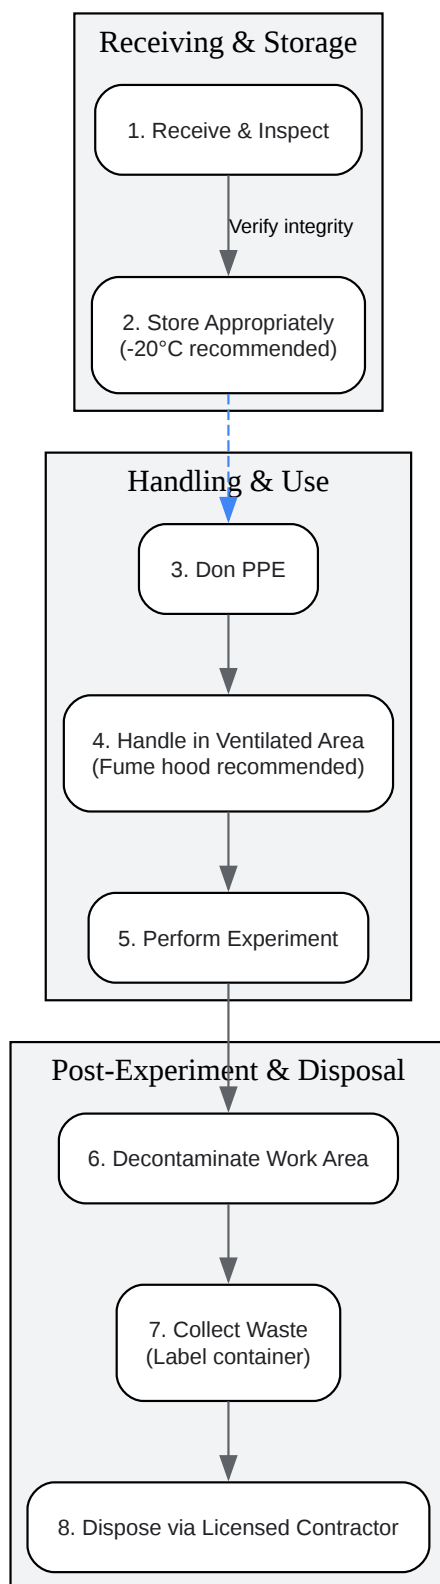 Receiving & Storage
1. Receive & Inspect
Verify integrity
2. Store Appropriately
(-20°C recommended)
Handling & Use
3. Don PPE
4. Handle in Ventilated Area
(Fume hood recommended)
5. Perform Experiment
Post-Experiment & Disposal
6. Decontaminate Work Area
7. Collect Waste
(Label container)
8. Dispose via Licensed Contractor